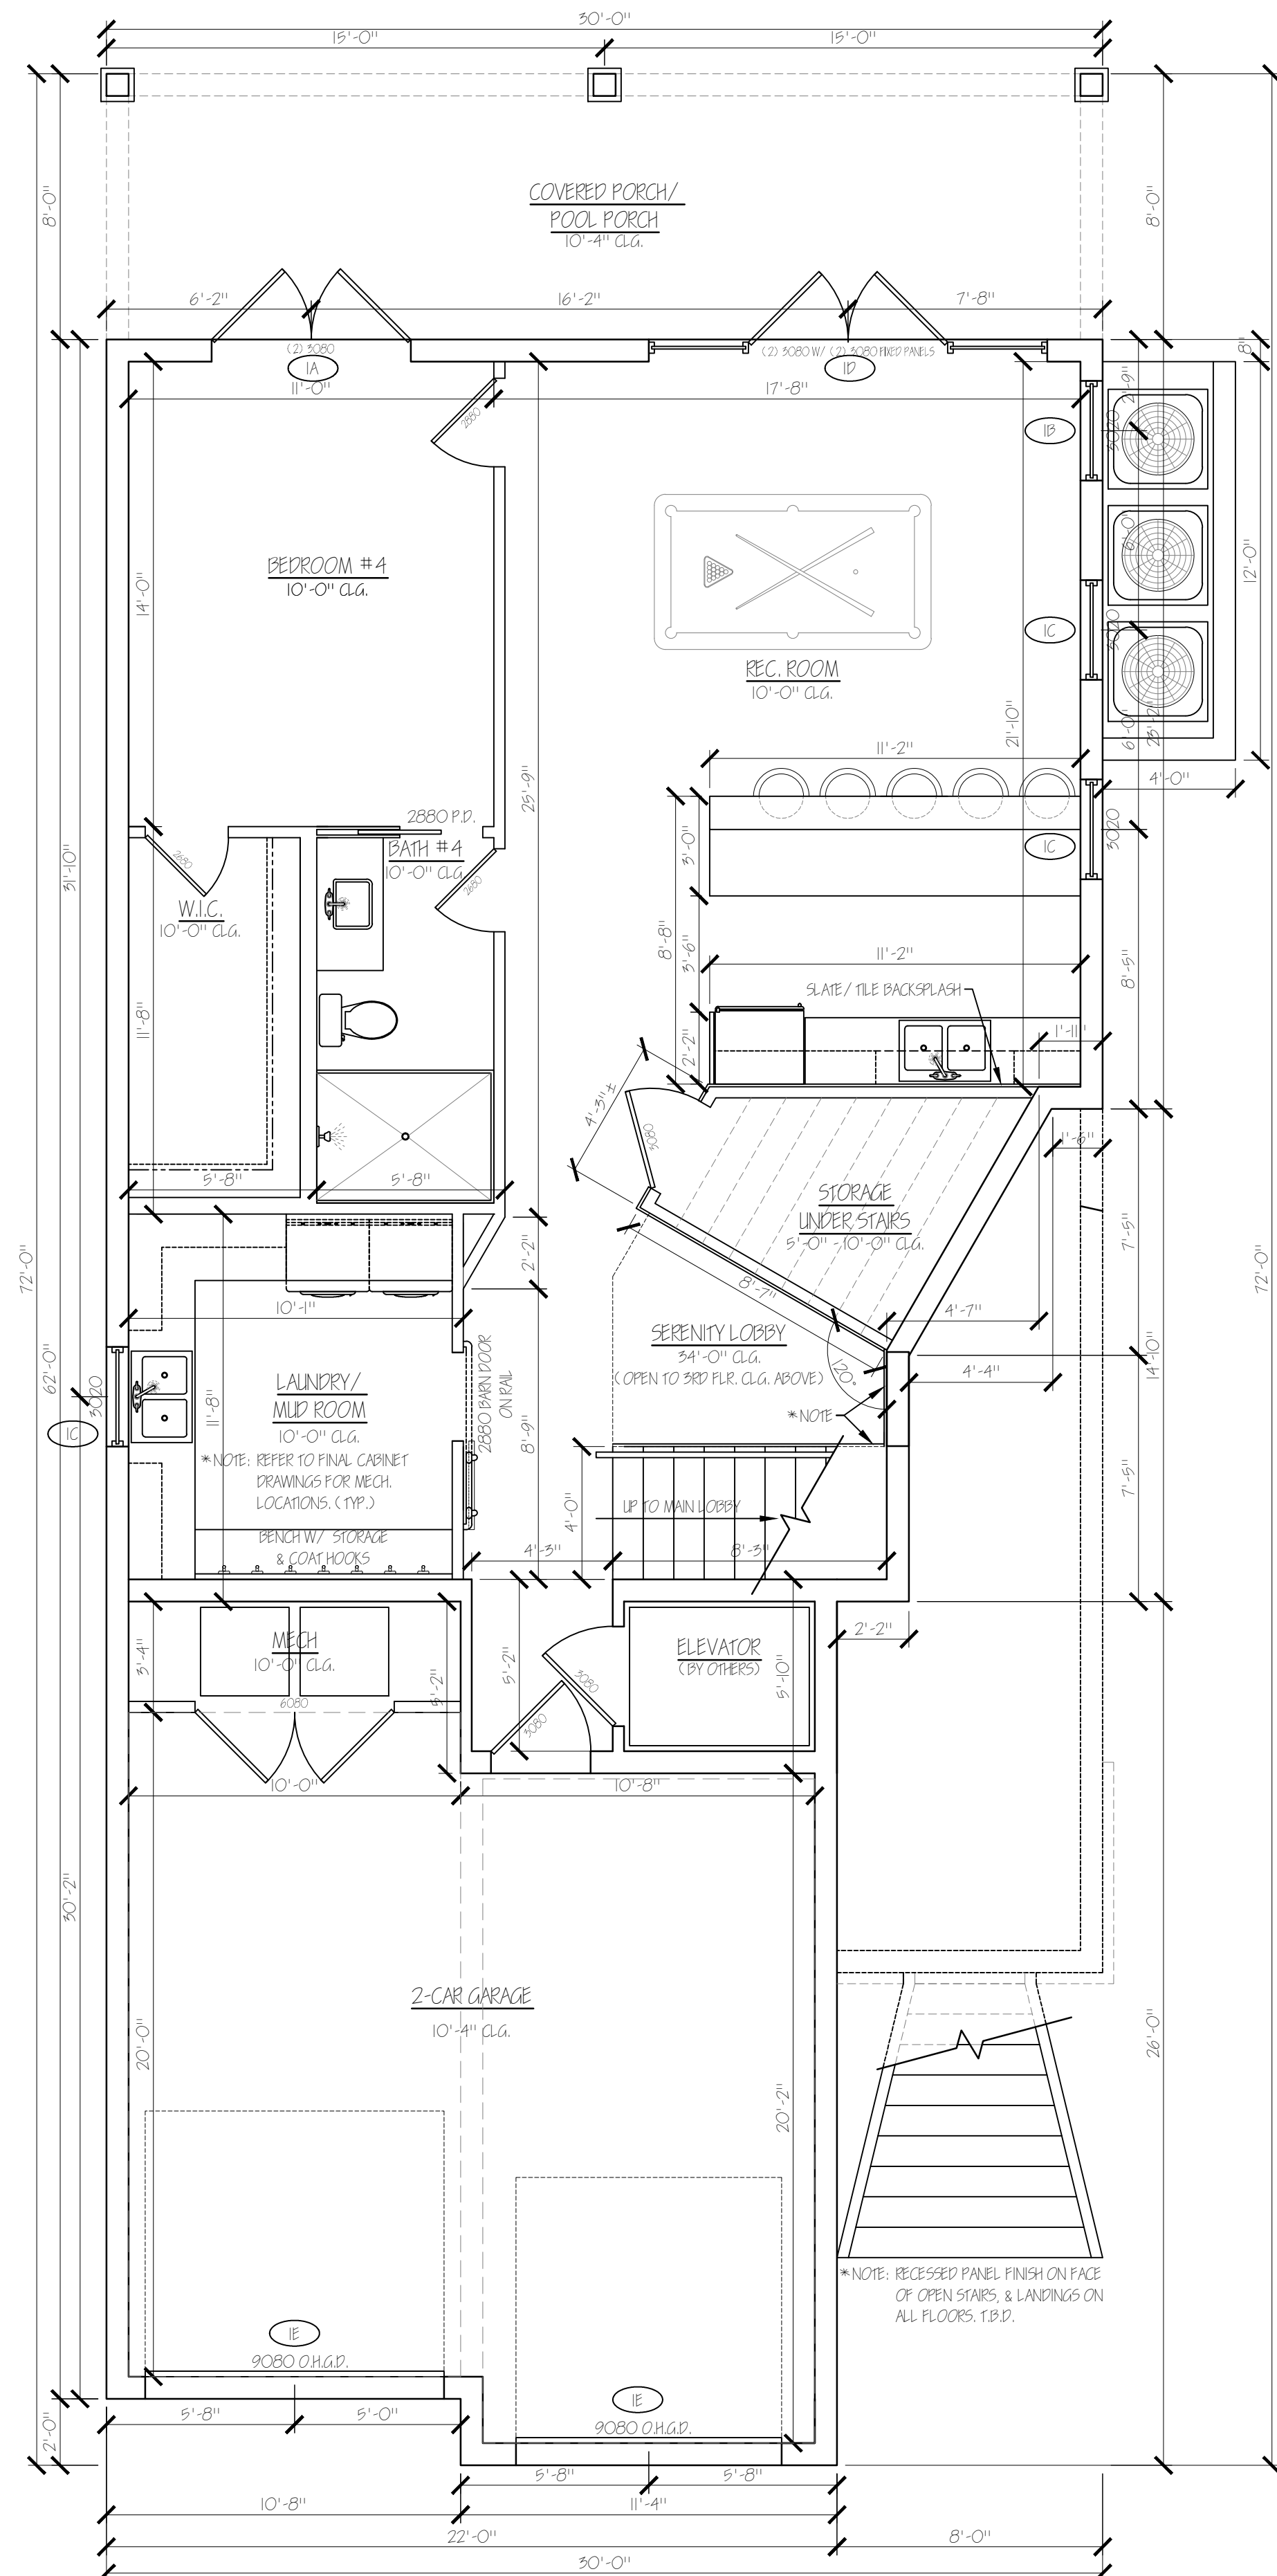 30'-0"
15'-0"
15'-0"
8'-0"
8'-0"
COVERED PORCH/
POOL PORCH
10'-4" CLG.
6'-2"
16'-2"
7'-8"
(2) 3080
1A
(2) 3080 W/ (2) 3080 FIXED PANELS
1D
8"
11'-0"
17'-8"
2'-9"
2880
1B
3020
6'-0"
12'-0"
BEDROOM #4
10'-0" CLG.
14'-0"
1C
3020
REC. ROOM
10'-0" CLG.
21'-10"
6'-0"
23'-2"
11'-2"
4'-0"
25'-9"
2880 P.D.
BATH #4
10'-0" CLG.
2680
2680
3'-0"
1C
3020
31'-10"
W.I.C.
10'-0" CLG.
8'-8"
3'-6"
11'-2"
8'-5"
SLATE/ TILE BACKSPLASH
11'-8"
1'-11"
2'-2"
4'-3" ±
3080
1'-6"
5'-8"
5'-8"
STORAGE
UNDER STAIRS
5'-0" - 10'-0" CLG.
7'-5"
2'-2"
72'-0"
72'-0"
8'-7"
10'-1"
4'-7"
SERENITY LOBBY
34'-0" CLG.
(OPEN TO 3RD FLR. CLG. ABOVE)
120°
4'-4"
14'-10"
62'-0"
3020
1C
LAUNDRY/
MUD ROOM
10'-0" CLG.
11'-8"
*NOTE: REFER TO FINAL CABINET
DRAWINGS FOR MECH.
LOCATIONS. (TYP.)
2880 BARN DOOR
ON RAIL
8'-9"
*NOTE
7'-5"
UP TO MAIN LOBBY
4'-0"
BENCH W/ STORAGE
& COAT HOOKS
4'-3"
8'-3"
2'-2"
MECH
10'-0" CLG.
3'-4"
5'-2"
5'-2"
ELEVATOR
(BY OTHERS)
5'-10"
3080
3080
6080
10'-0"
10'-8"
30'-2"
2-CAR GARAGE
10'-4" CLG.
20'-0"
20'-2"
26'-0"
*NOTE: RECESSED PANEL FINISH ON FACE
OF OPEN STAIRS, & LANDINGS ON
ALL FLOORS. T.B.D.
1E
9080 O.H.G.D.
1E
9080 O.H.G.D.
5'-8"
5'-0"
2'-0"
5'-8"
5'-8"
10'-8"
11'-4"
22'-0"
8'-0"
30'-0"